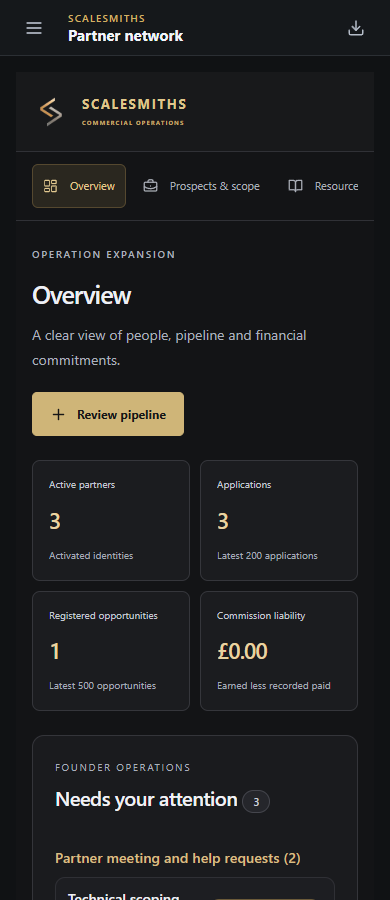 SCALESMITHS
Partner network
SCALESMITHS
COMMERCIAL OPERATIONS
Overview
Prospects & scope
Resource
OPERATION EXPANSION
Overview
A clear view of people, pipeline and financial
commitments.
Review pipeline
Active partners
3
Activated identities
Applications
3
Latest 200 applications
Registered opportunities
1
Latest 500 opportunities
Commission liability
£0.00
Earned less recorded paid
FOUNDER OPERATIONS
Needs your attention 3
Partner meeting and help requests (2)
Technical scoping